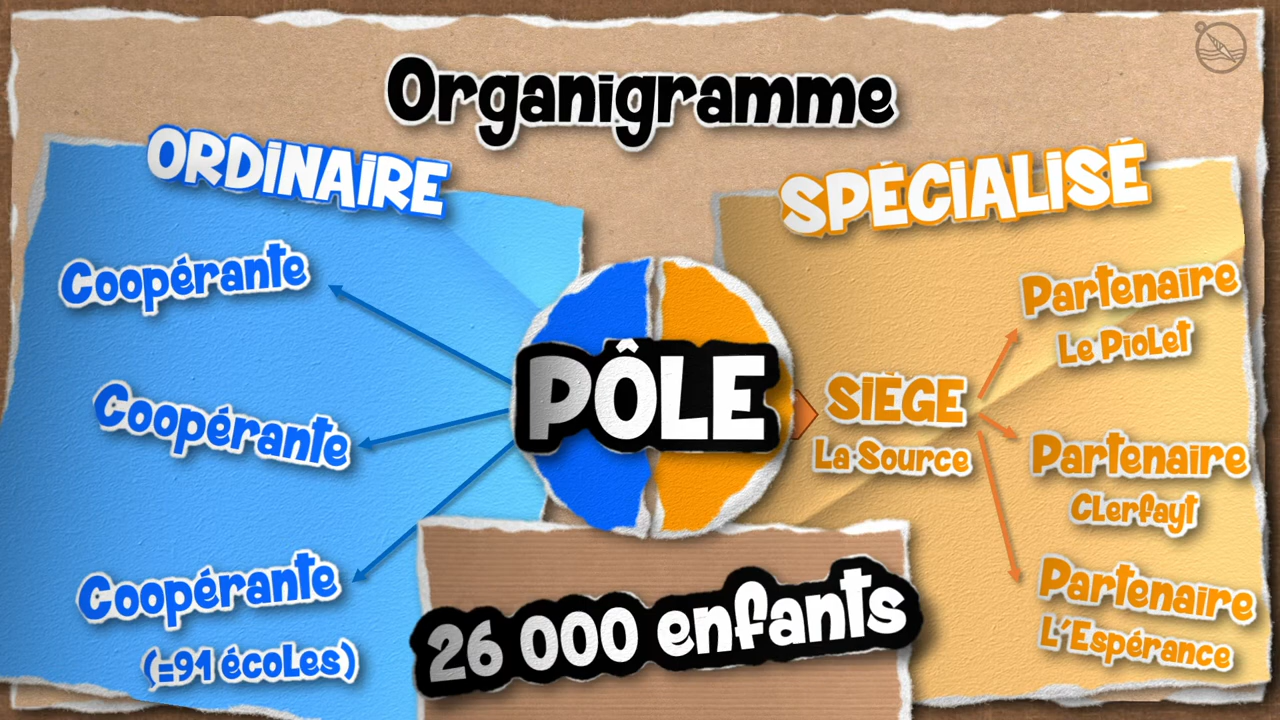 Organigramme
ORDINAIRE
Coopérante
Coopérante
Coopérante
(=91 écoles)
PÔLE
26 000 enfants
SPÉCIALISÉ
SIÈGE
La Source
Partenaire
Le Piolet
Partenaire
Clerfayt
Partenaire
L'Espérance